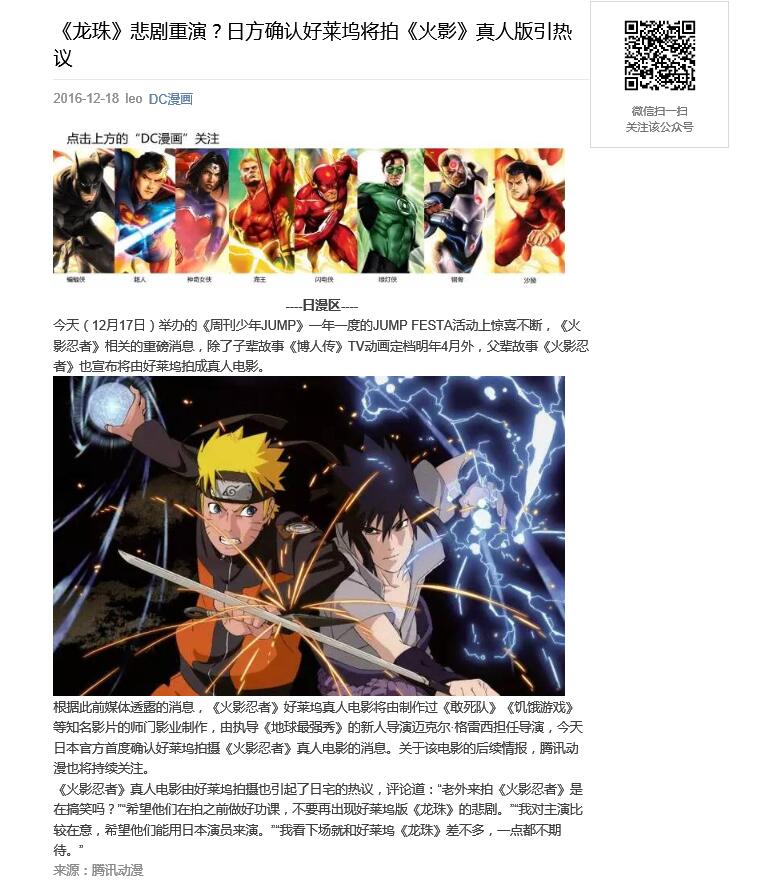 《龙珠》悲剧重演？日方确认好莱坞将拍《火影》真人版引热
议
2016-12-18 leo DC漫画
微信扫一扫
关注该公众号
点击上方的“DC漫画”关注
蝙蝠侠 超人 神奇女侠 海王 闪电侠 绿灯侠 钢骨 沙赞
----日漫区----
今天（12月17日）举办的《周刊少年JUMP》一年一度的JUMP FESTA活动上惊喜不断，《火
影忍者》相关的重磅消息，除了子辈故事《博人传》TV动画定档明年4月外，父辈故事《火影忍
者》也宣布将由好莱坞拍成真人电影。
根据此前媒体透露的消息，《火影忍者》好莱坞真人电影将由制作过《敢死队》《饥饿游戏》
等知名影片的师门影业制作，由执导《地球最强秀》的新人导演迈克尔·格雷西担任导演，今天
日本官方首度确认好莱坞拍摄《火影忍者》真人电影的消息。关于该电影的后续情报，腾讯动
漫也将持续关注。
《火影忍者》真人电影由好莱坞拍摄也引起了日宅的热议，评论道：“老外来拍《火影忍者》是
在搞笑吗？”“希望他们在拍之前做好功课，不要再出现好莱坞版《龙珠》的悲剧。”“我对主演比
较在意，希望他们能用日本演员来演。”“我看下场就和好莱坞《龙珠》差不多，一点都不期
待。”
来源：腾讯动漫